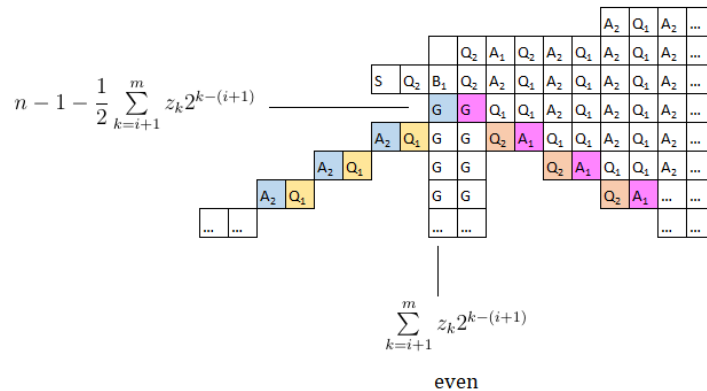 A₂ Q₁ A₂ ...
Q₂ A₁ Q₂ A₂ Q₁ A₂ Q₁ A₂ ...
S Q₂ B₁ Q₂ A₂ Q₁ A₂ Q₁ A₂ Q₁ A₂ ...
n − 1 − 1/2 ∑_{k=i+1}^{m} z_k 2^{k−(i+1)}
G G Q₁ Q₁ A₂ Q₁ A₂ Q₁ A₂ ...
A₂ Q₁ G G Q₂ A₁ Q₁ Q₁ A₂ Q₁ A₂ ...
A₂ Q₁ G G Q₂ A₁ Q₁ Q₁ A₂ ...
A₂ Q₁ G G Q₂ A₁ ... ...
... ... ... ... ... ...
∑_{k=i+1}^{m} z_k 2^{k−(i+1)}
even